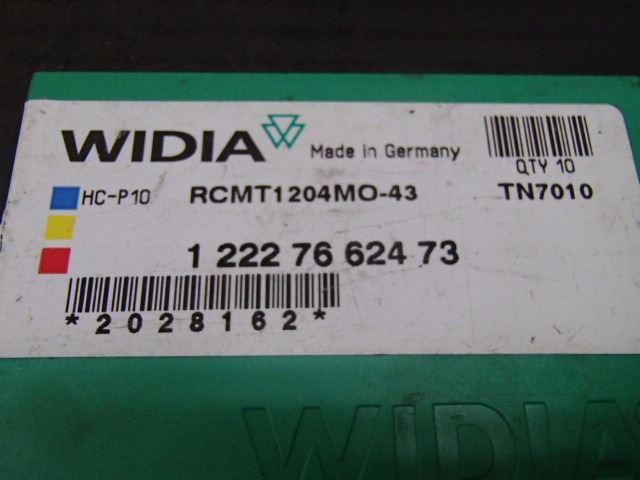 WIDIA Made in Germany
QTY 10
HC-P10 RCMT1204MO-43 TN7010
1 222 76 624 73
*2028162*
WIDIA